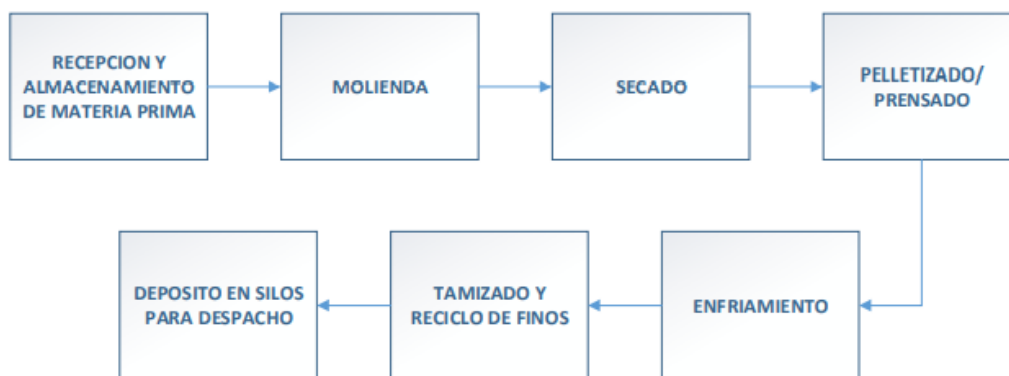 RECEPCION Y
ALMACENAMIENTO
DE MATERIA PRIMA
MOLIENDA
SECADO
PELLETIZADO/
PRENSADO
DEPOSITO EN SILOS
PARA DESPACHO
TAMIZADO Y
RECICLO DE FINOS
ENFRIAMIENTO